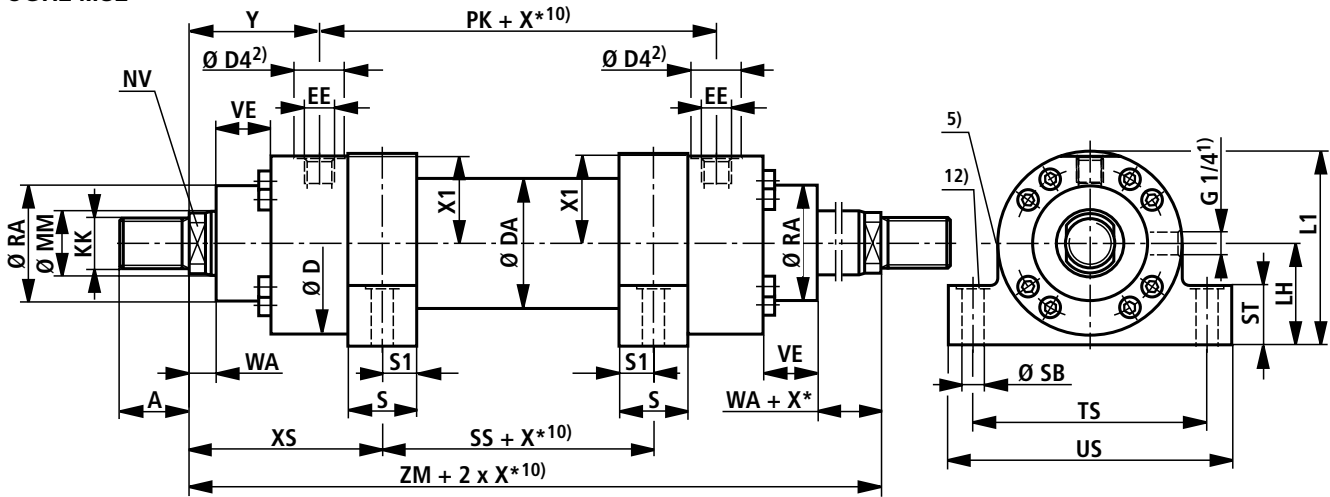 Y
PK + X*10)
Ø D42)
Ø D42)
NV
EE
EE
VE
5)
G 1/41)
12)
X1
X1
Ø RA
Ø MM
KK
Ø D
Ø DA
Ø RA
L1
LH
ST
WA
S1
S1
VE
Ø SB
A
S
S
WA + X*
TS
XS
SS + X*10)
US
ZM + 2 x X*10)